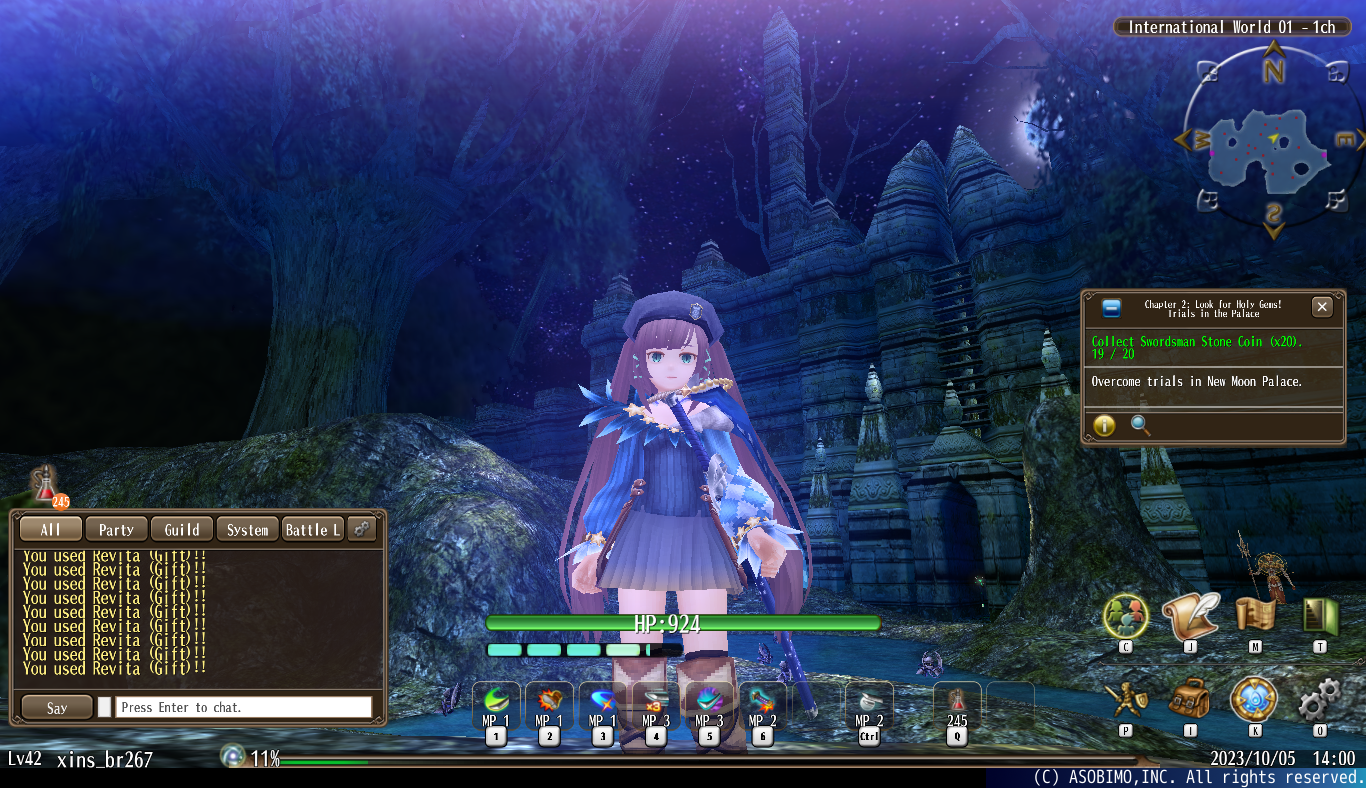 International World 01 - 1ch
N
W
E
S
Chapter 2: Look for Holy Gems!
Trials in the Palace
Collect Swordsman Stone Coin (x20).
19 / 20
Overcome trials in New Moon Palace.
245
All Party Guild System Battle L
You used Revita (Gift)!!
You used Revita (Gift)!!
You used Revita (Gift)!!
You used Revita (Gift)!!
You used Revita (Gift)!!
You used Revita (Gift)!!
You used Revita (Gift)!!
You used Revita (Gift)!!
You used Revita (Gift)!!
Say Press Enter to chat.
HP:924
x3
MP 1 MP 1 MP 1 MP 3 MP 3 MP 2 MP 2 245
1 2 3 4 5 6 Ctrl Q
C J M T
P I K O
Lv42 xins_br267 11%
2023/10/05 14:00
(C) ASOBIMO,INC. All rights reserved.